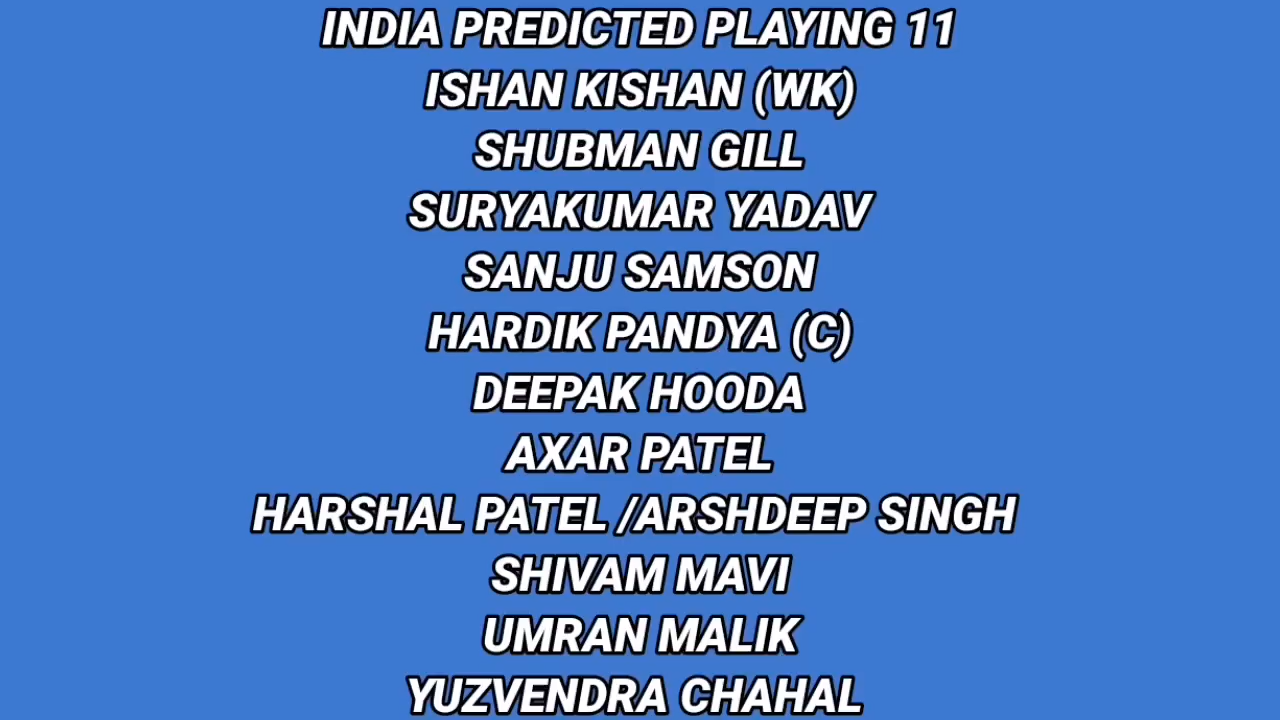 INDIA PREDICTED PLAYING 11
ISHAN KISHAN (WK)
SHUBMAN GILL
SURYAKUMAR YADAV
SANJU SAMSON
HARDIK PANDYA (C)
DEEPAK HOODA
AXAR PATEL
HARSHAL PATEL /ARSHDEEP SINGH
SHIVAM MAVI
UMRAN MALIK
YUZVENDRA CHAHAL